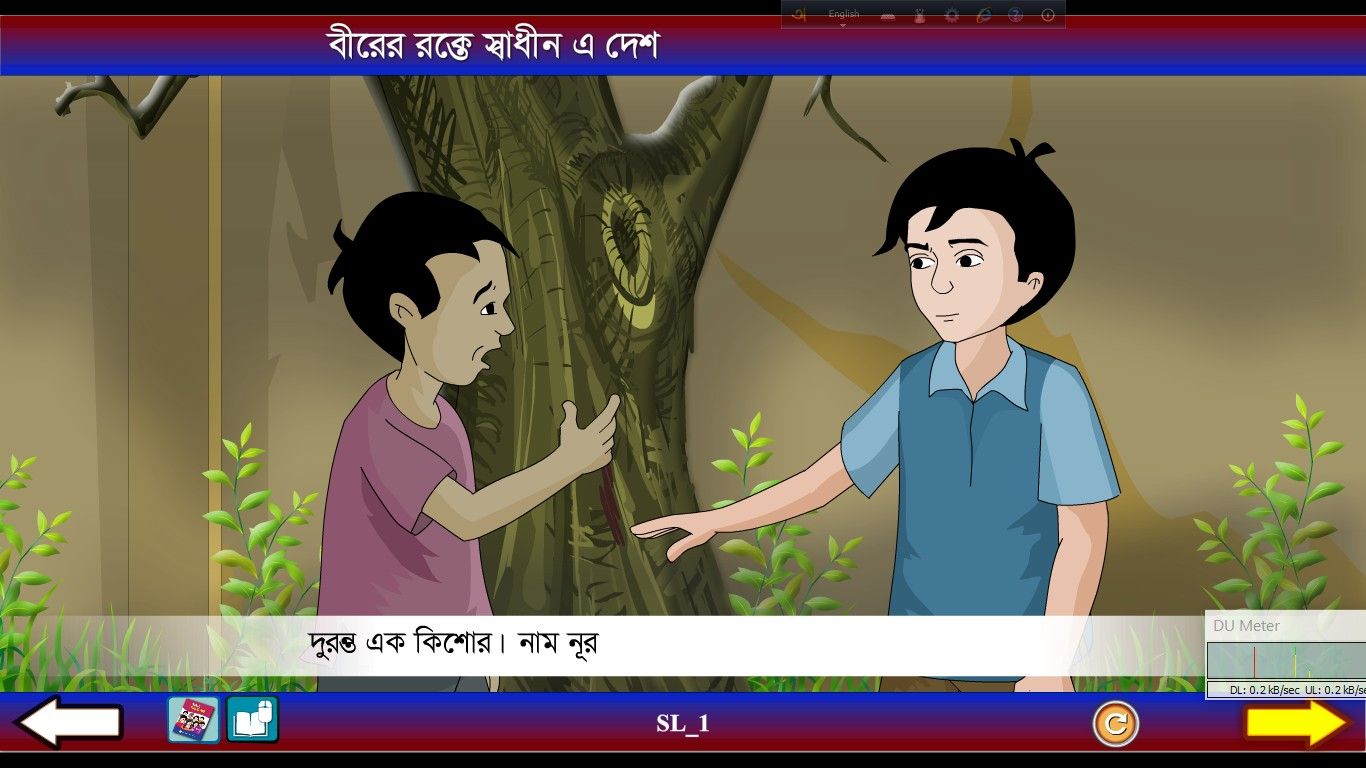 অ English
বীরের রক্তে স্বাধীন এ দেশ
দুরন্ত এক কিশোর। নাম নূর
DU Meter
DL: 0.2 kB/sec UL: 0.2 kB/se
SL_1